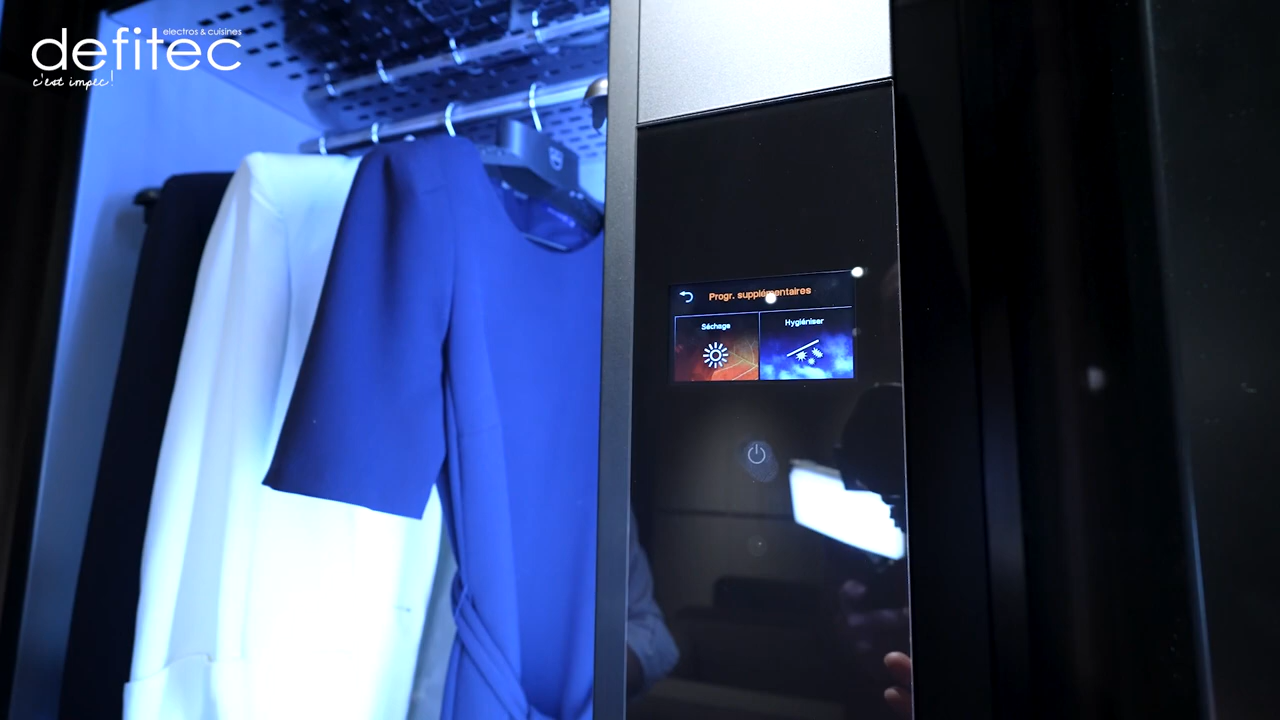 defitec
electros & cuisines
c'est impec!
Progr. supplémentaires
Séchage
Hygiéniser